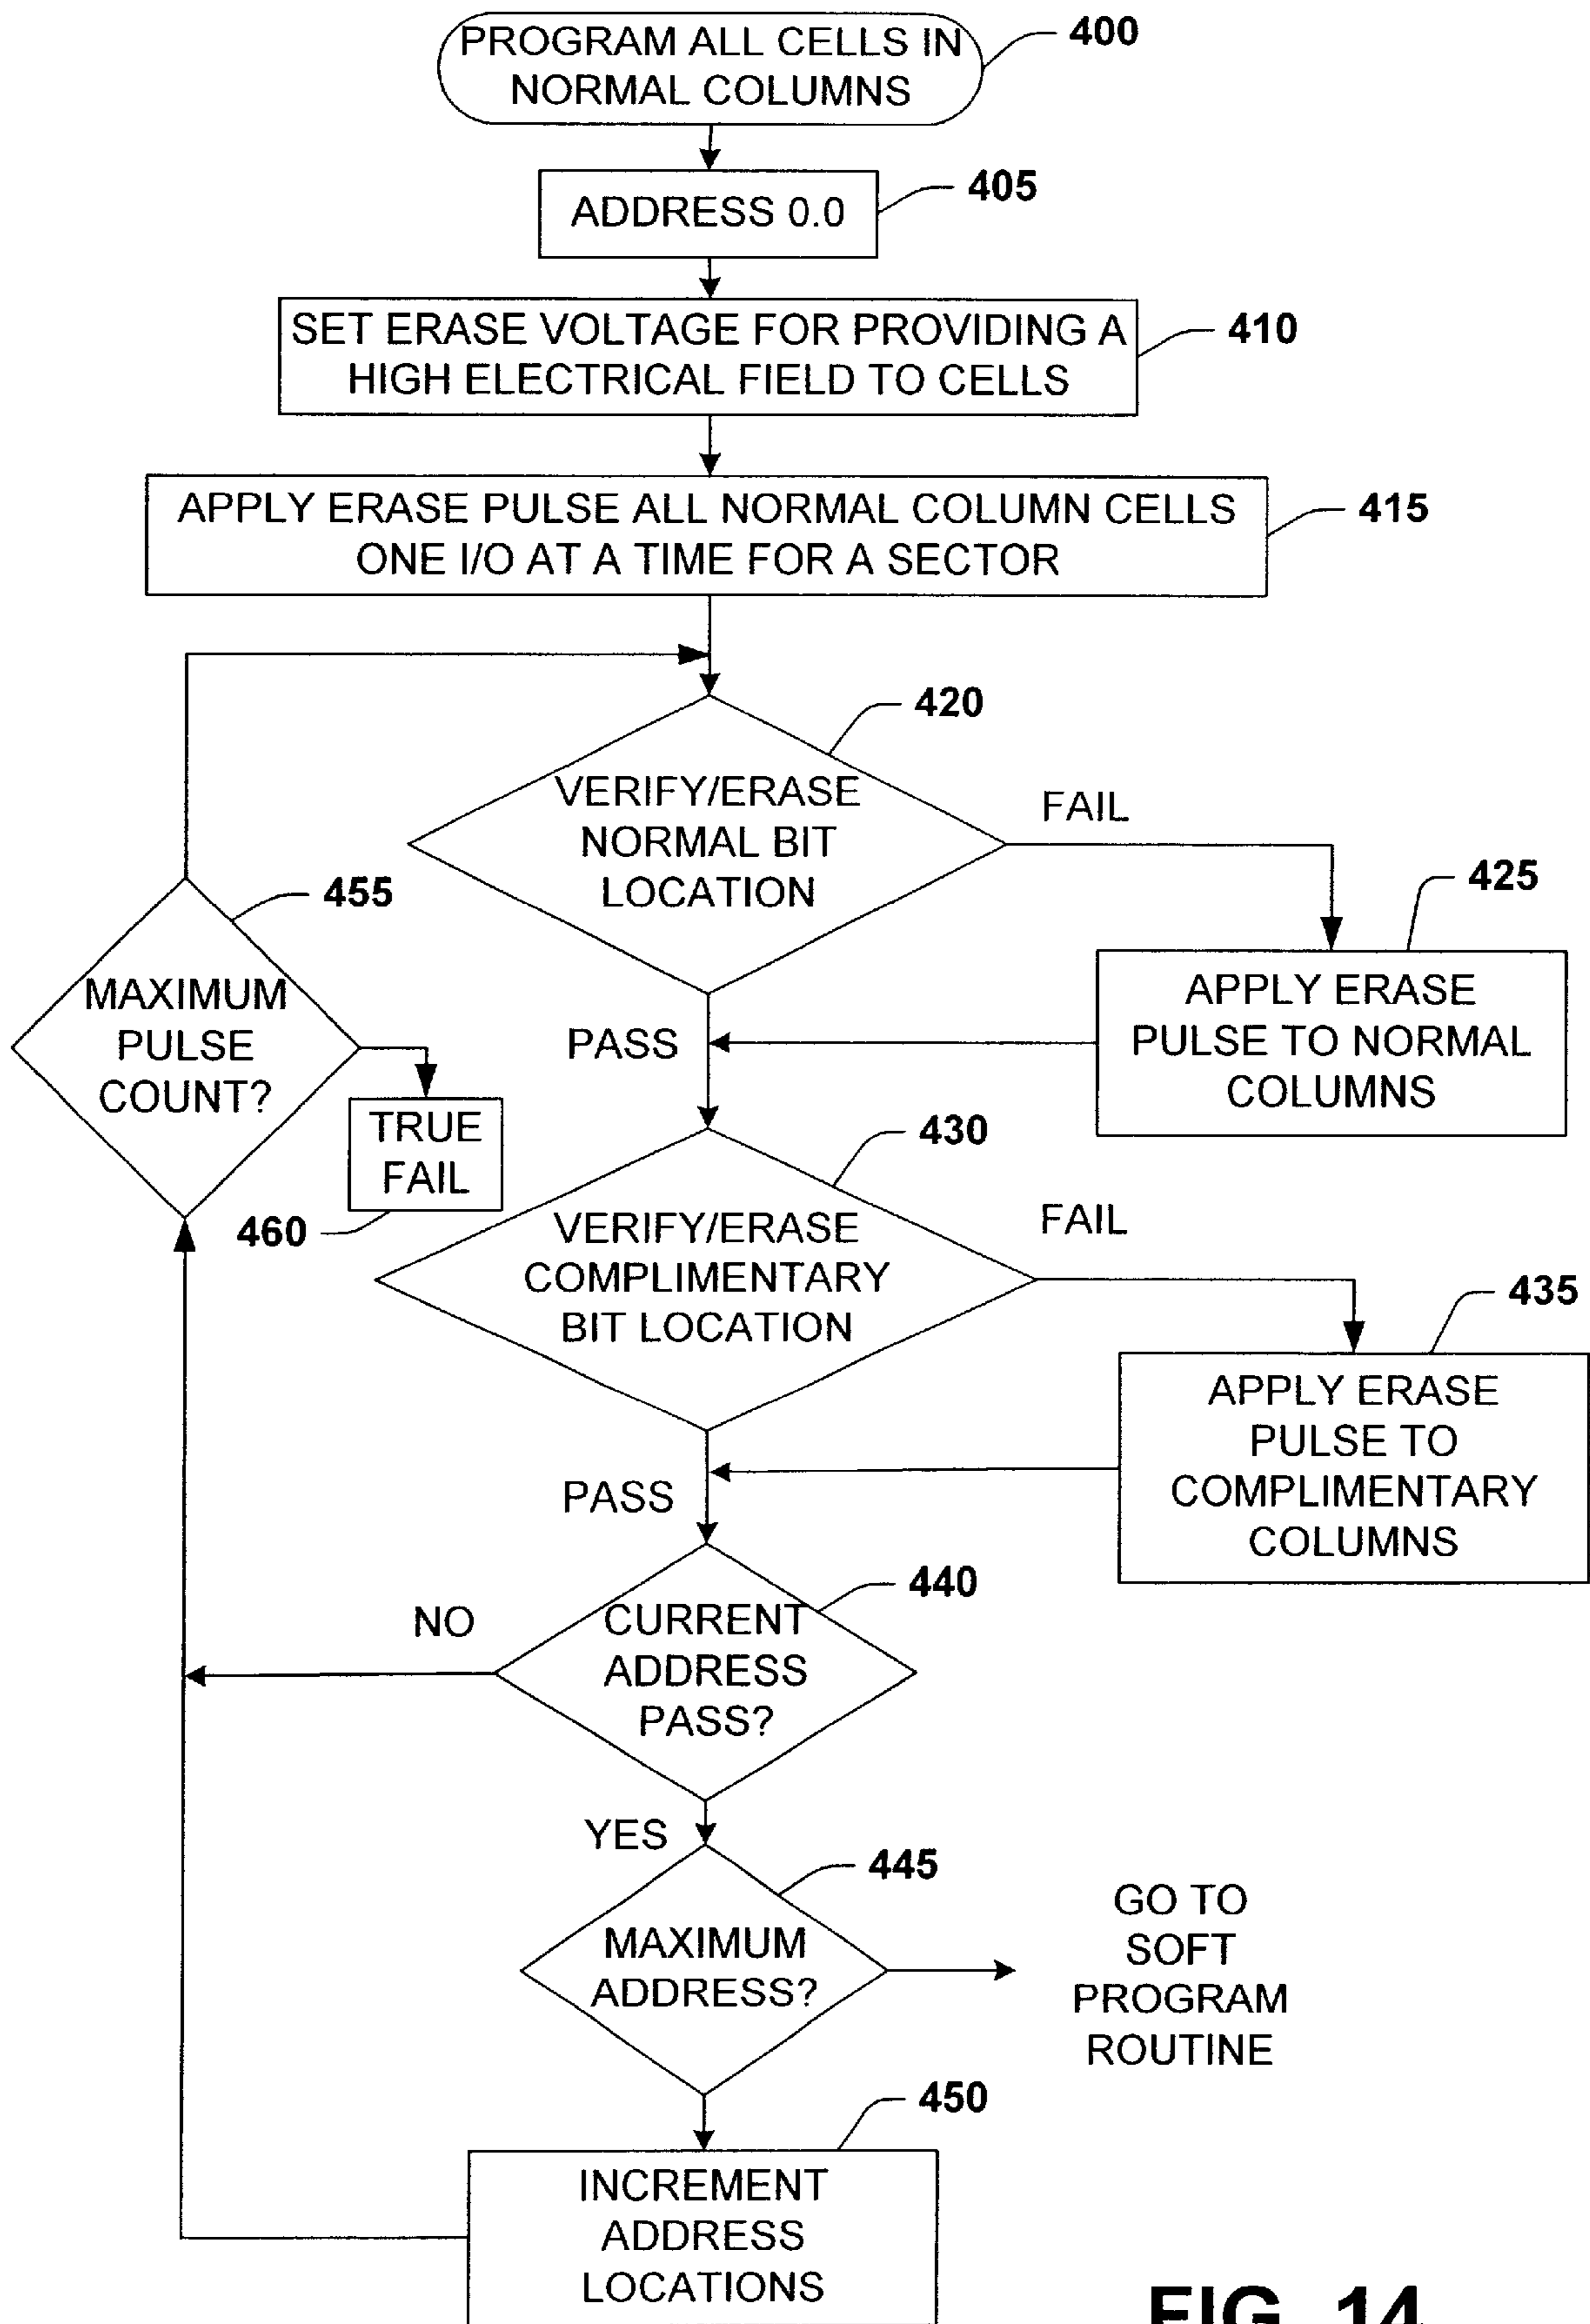 PROGRAM ALL CELLS IN
NORMAL COLUMNS
400
ADDRESS 0.0
405
SET ERASE VOLTAGE FOR PROVIDING A
HIGH ELECTRICAL FIELD TO CELLS
410
APPLY ERASE PULSE ALL NORMAL COLUMN CELLS
ONE I/O AT A TIME FOR A SECTOR
415
420
VERIFY/ERASE
NORMAL BIT
LOCATION
FAIL
425
APPLY ERASE
PULSE TO NORMAL
COLUMNS
455
MAXIMUM
PULSE
COUNT?
PASS
TRUE
FAIL
460
430
VERIFY/ERASE
COMPLIMENTARY
BIT LOCATION
FAIL
435
APPLY ERASE
PULSE TO
COMPLIMENTARY
COLUMNS
PASS
440
CURRENT
ADDRESS
PASS?
NO
YES
445
MAXIMUM
ADDRESS?
GO TO
SOFT
PROGRAM
ROUTINE
450
INCREMENT
ADDRESS
LOCATIONS
FIG. 14